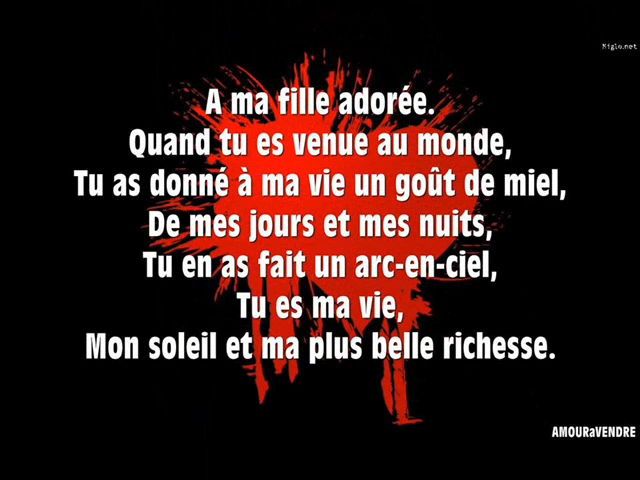 Niglo.net
A ma fille adorée.
Quand tu es venue au monde,
Tu as donné à ma vie un goût de miel,
De mes jours et mes nuits,
Tu en as fait un arc-en-ciel,
Tu es ma vie,
Mon soleil et ma plus belle richesse.
AMOURaVENDRE